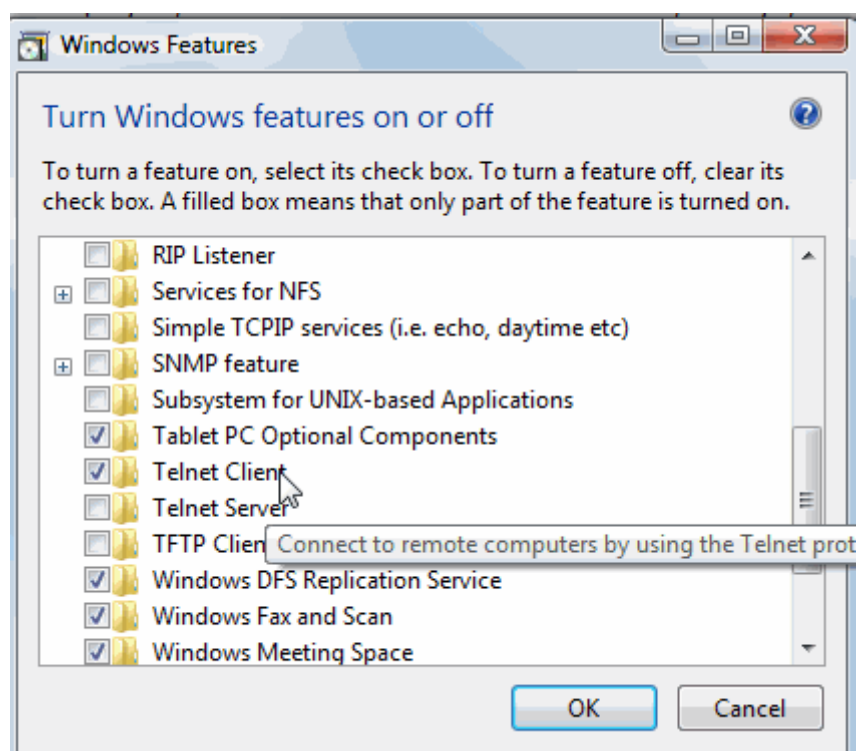 Windows Features
Turn Windows features on or off
To turn a feature on, select its check box. To turn a feature off, clear its
check box. A filled box means that only part of the feature is turned on.
RIP Listener
Services for NFS
Simple TCPIP services (i.e. echo, daytime etc)
SNMP feature
Subsystem for UNIX-based Applications
Tablet PC Optional Components
Telnet Client
Telnet Server
TFTP Clien
Connect to remote computers by using the Telnet prot
Windows DFS Replication Service
Windows Fax and Scan
Windows Meeting Space
OK
Cancel